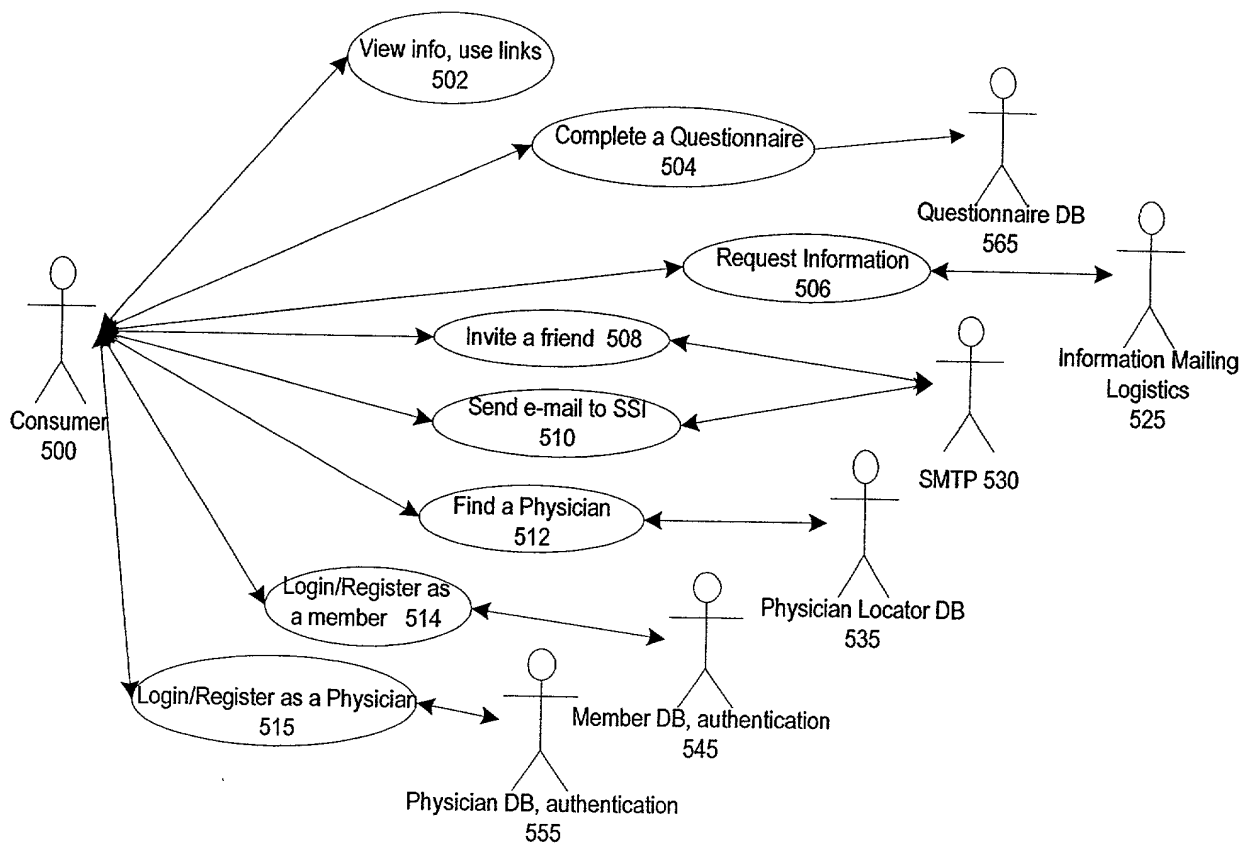 View info, use links
502
Complete a Questionnaire
504
Questionnaire DB
565
Request Information
506
Invite a friend 508
Information Mailing
Logistics
525
Consumer
500
Send e-mail to SSI
510
SMTP 530
Find a Physician
512
Physician Locator DB
535
Login/Register as
a member 514
Login/Register as a Physician
515
Member DB, authentication
545
Physician DB, authentication
555